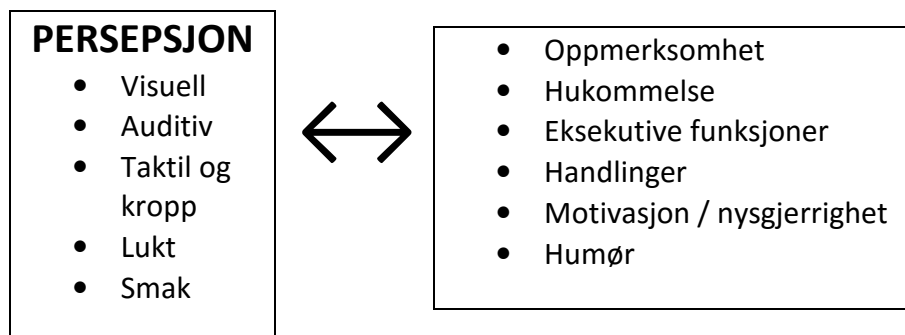 PERSEPSJON
• Visuell
• Auditiv
• Taktil og
kropp
• Lukt
• Smak
• Oppmerksomhet
• Hukommelse
• Eksekutive funksjoner
• Handlinger
• Motivasjon / nysgjerrighet
• Humør